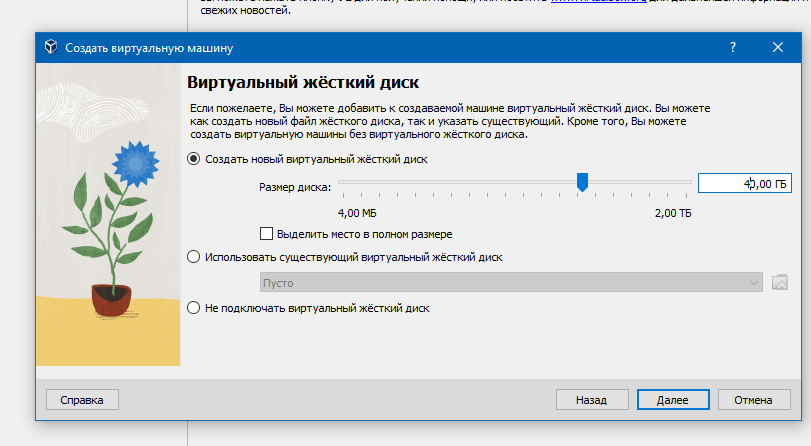 свежих новостей.
Создать виртуальную машину
Виртуальный жёсткий диск
Если пожелаете, Вы можете добавить к создаваемой машине виртуальный жёсткий диск. Вы можете
как создать новый файл жёсткого диска, так и указать существующий. Кроме того, Вы можете
создать виртуальную машины без виртуального жёсткого диска.
Создать новый виртуальный жёсткий диск
Размер диска:
40,00 ГБ
4,00 МБ
2,00 ТБ
Выделить место в полном размере
Использовать существующий виртуальный жёсткий диск
Пусто
Не подключать виртуальный жёсткий диск
Справка
Назад
Далее
Отмена